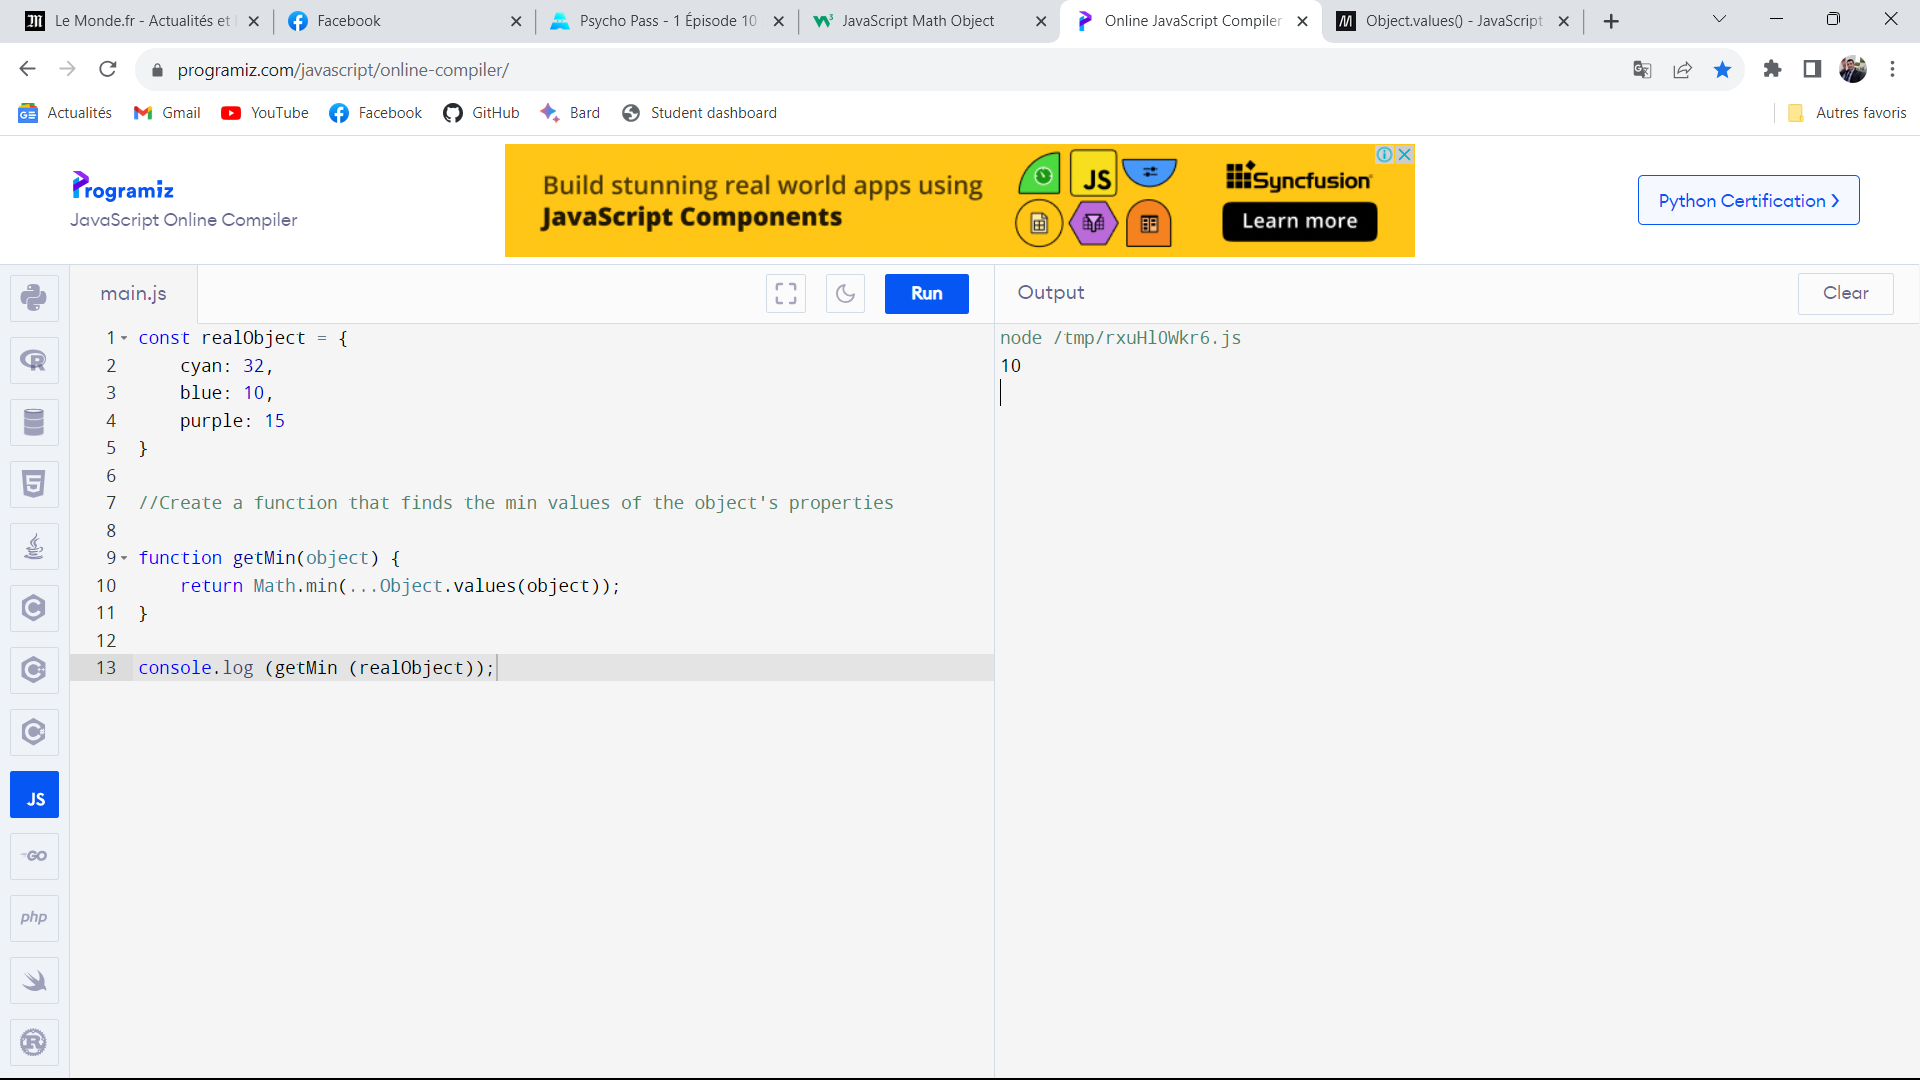 Le Monde.fr - Actualités et
Facebook
Psycho Pass - 1 Épisode 10
JavaScript Math Object
Online JavaScript Compiler
Object.values() - JavaScript
programiz.com/javascript/online-compiler/
Actualités
Gmail
YouTube
Facebook
GitHub
Bard
Student dashboard
Autres favoris
Programiz
JavaScript Online Compiler
Build stunning real world apps using
JavaScript Components
JS
Syncfusion
Learn more
Python Certification
main.js
Run
Output
Clear
1 const realObject = {
2 cyan: 32,
3 blue: 10,
4 purple: 15
5 }
6
7 //Create a function that finds the min values of the object's properties
8
9 function getMin(object) {
10 return Math.min(...Object.values(object));
11 }
12
13 console.log (getMin (realObject));
node /tmp/rxuHlOWkr6.js
10
JS
GO
php